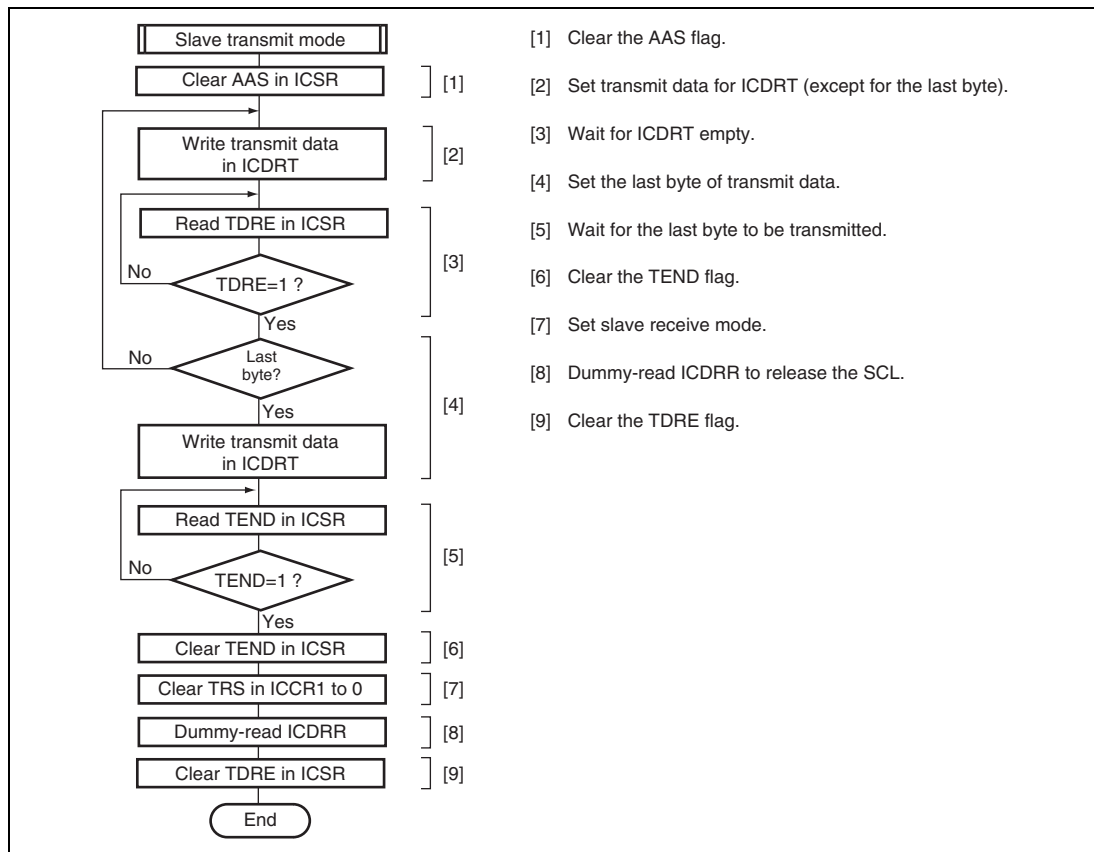 Slave transmit mode
Clear AAS in ICSR
[1]
Write transmit data
in ICDRT
[2]
Read TDRE in ICSR
No
TDRE=1 ?
[3]
Yes
No
Last
byte?
[4]
Yes
Write transmit data
in ICDRT
Read TEND in ICSR
No
TEND=1 ?
[5]
Yes
Clear TEND in ICSR
[6]
Clear TRS in ICCR1 to 0
[7]
Dummy-read ICDRR
[8]
Clear TDRE in ICSR
[9]
End
[1] Clear the AAS flag.
[2] Set transmit data for ICDRT (except for the last byte).
[3] Wait for ICDRT empty.
[4] Set the last byte of transmit data.
[5] Wait for the last byte to be transmitted.
[6] Clear the TEND flag.
[7] Set slave receive mode.
[8] Dummy-read ICDRR to release the SCL.
[9] Clear the TDRE flag.